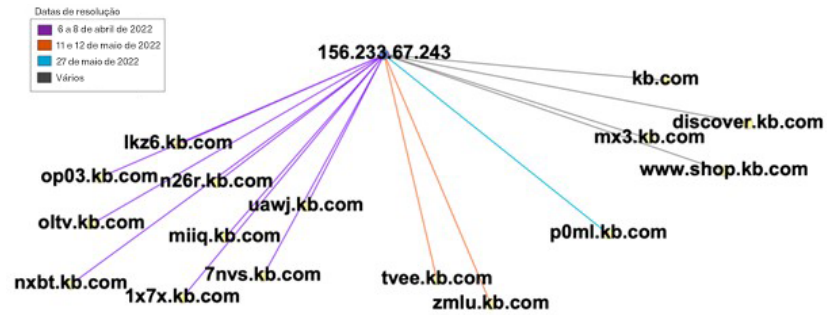 Datas de resolução
6 a 8 de abril de 2022
11 e 12 de maio de 2022
27 de maio de 2022
Vários
156.233.67.243
kb.com
discover.kb.com
mx3.kb.com
www.shop.kb.com
lkz6.kb.com
op03.kb.com
n26r.kb.com
uawj.kb.com
oltv.kb.com
miiq.kb.com
p0ml.kb.com
7nvs.kb.com
nxbt.kb.com
1x7x.kb.com
tvee.kb.com
zmlu.kb.com